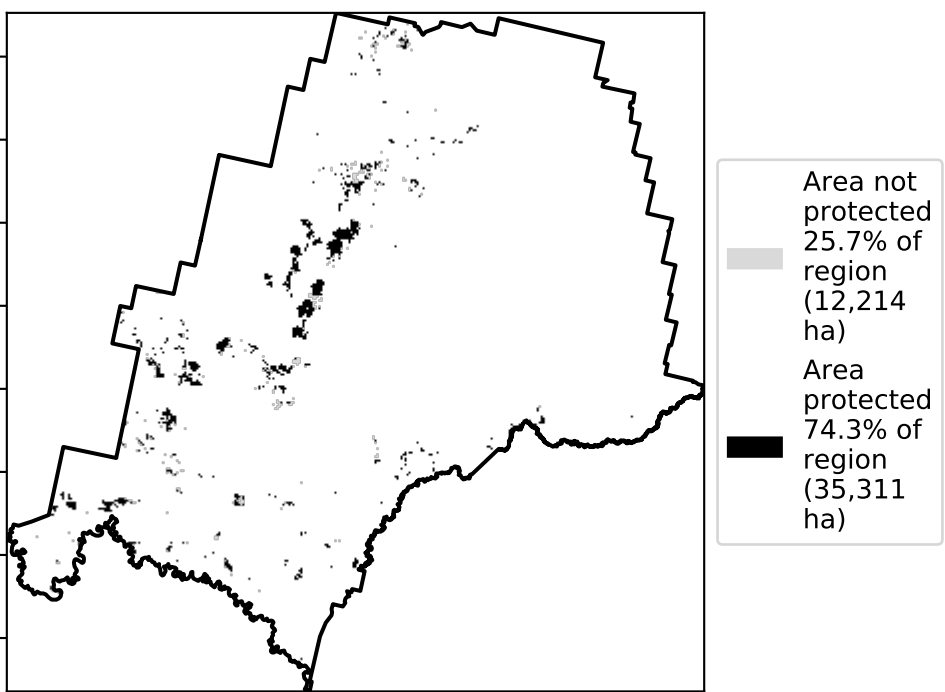 Area not
protected
25.7% of
region
(12,214
ha)
Area
protected
74.3% of
region
(35,311
ha)